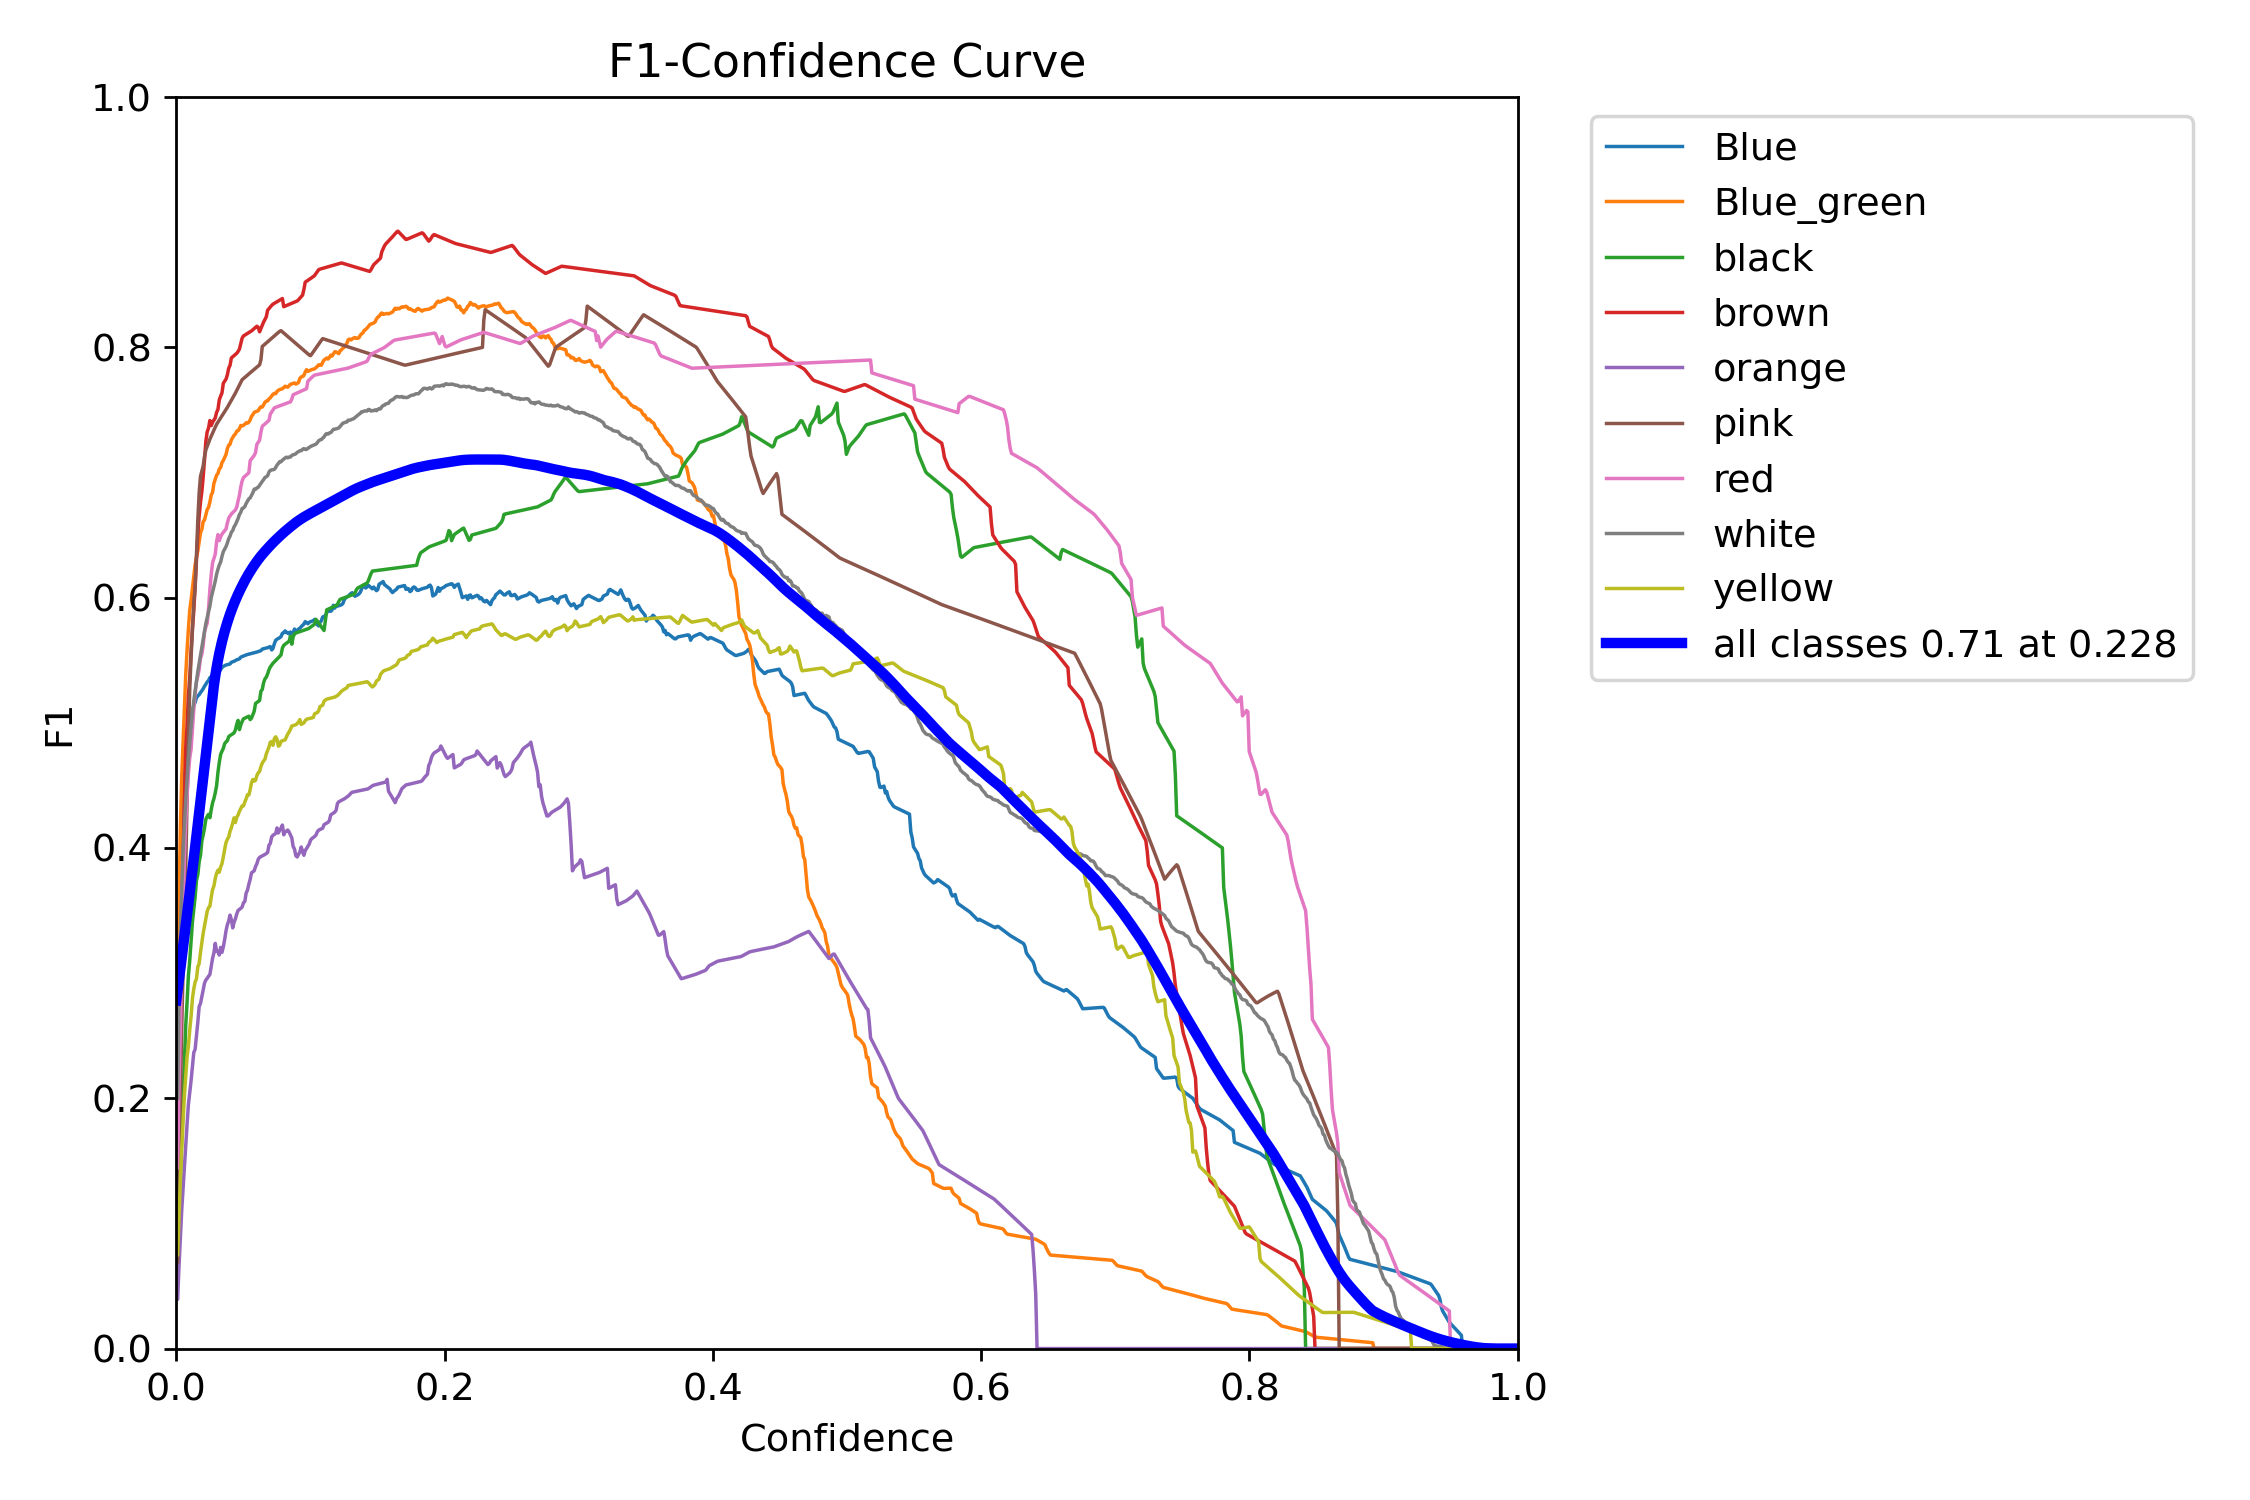 F1-Confidence Curve
1.0
0.8
0.6
0.4
0.2
0.0
F1
0.0 0.2 0.4 0.6 0.8 1.0
Confidence
Blue
Blue_green
black
brown
orange
pink
red
white
yellow
all classes 0.71 at 0.228